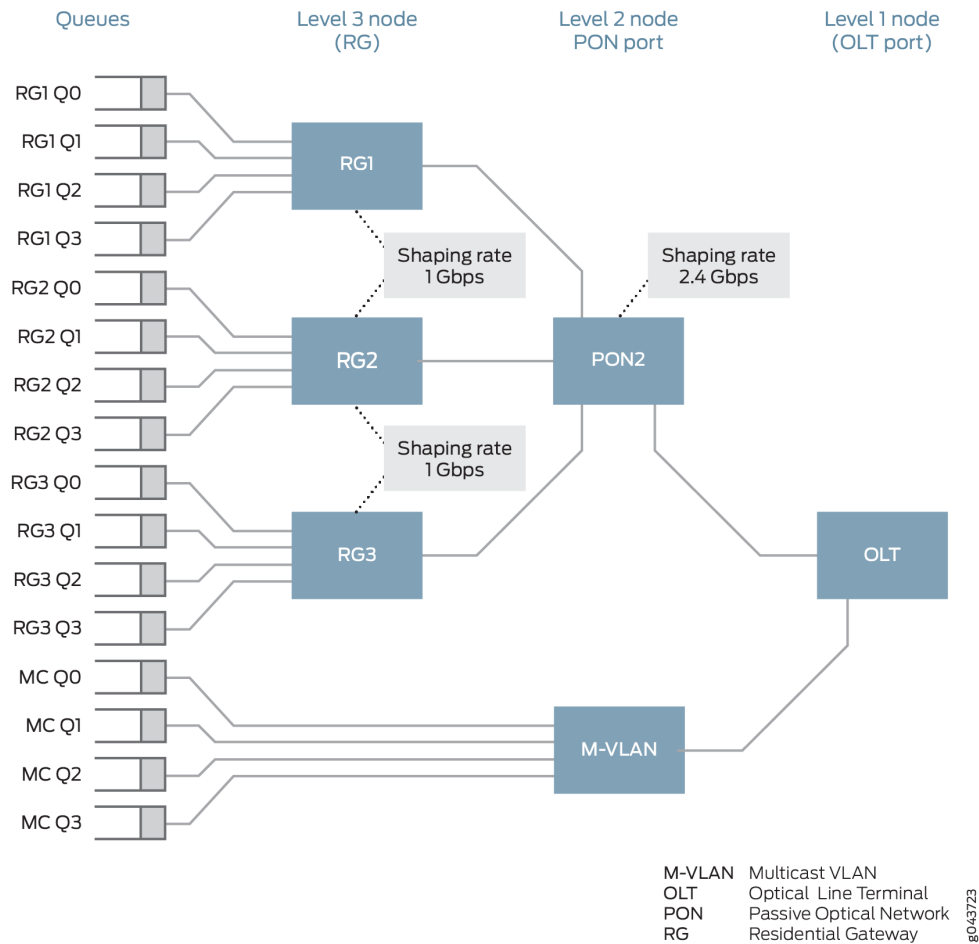 Queues
Level 3 node
(RG)
Level 2 node
PON port
Level 1 node
(OLT port)
RG1 Q0
RG1 Q1
RG1 Q2
RG1 Q3
RG2 Q0
RG2 Q1
RG2 Q2
RG2 Q3
RG3 Q0
RG3 Q1
RG3 Q2
RG3 Q3
MC Q0
MC Q1
MC Q2
MC Q3
RG1
Shaping rate
1 Gbps
RG2
Shaping rate
1 Gbps
RG3
Shaping rate
2.4 Gbps
PON2
OLT
M-VLAN
M-VLAN Multicast VLAN
OLT Optical Line Terminal
PON Passive Optical Network
RG Residential Gateway
g043723